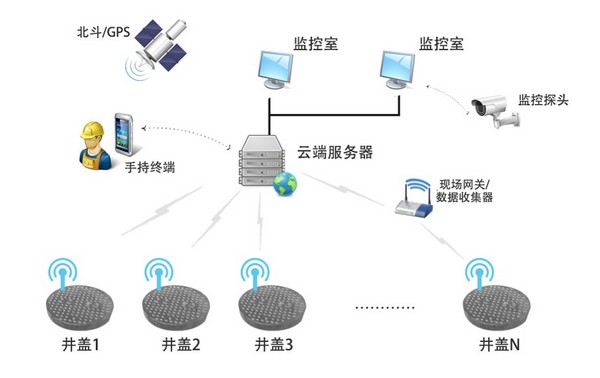 北斗/GPS
监控室
监控室
监控探头
手持终端
云端服务器
现场网关/
数据收集器
井盖1
井盖2
井盖3
............
井盖N